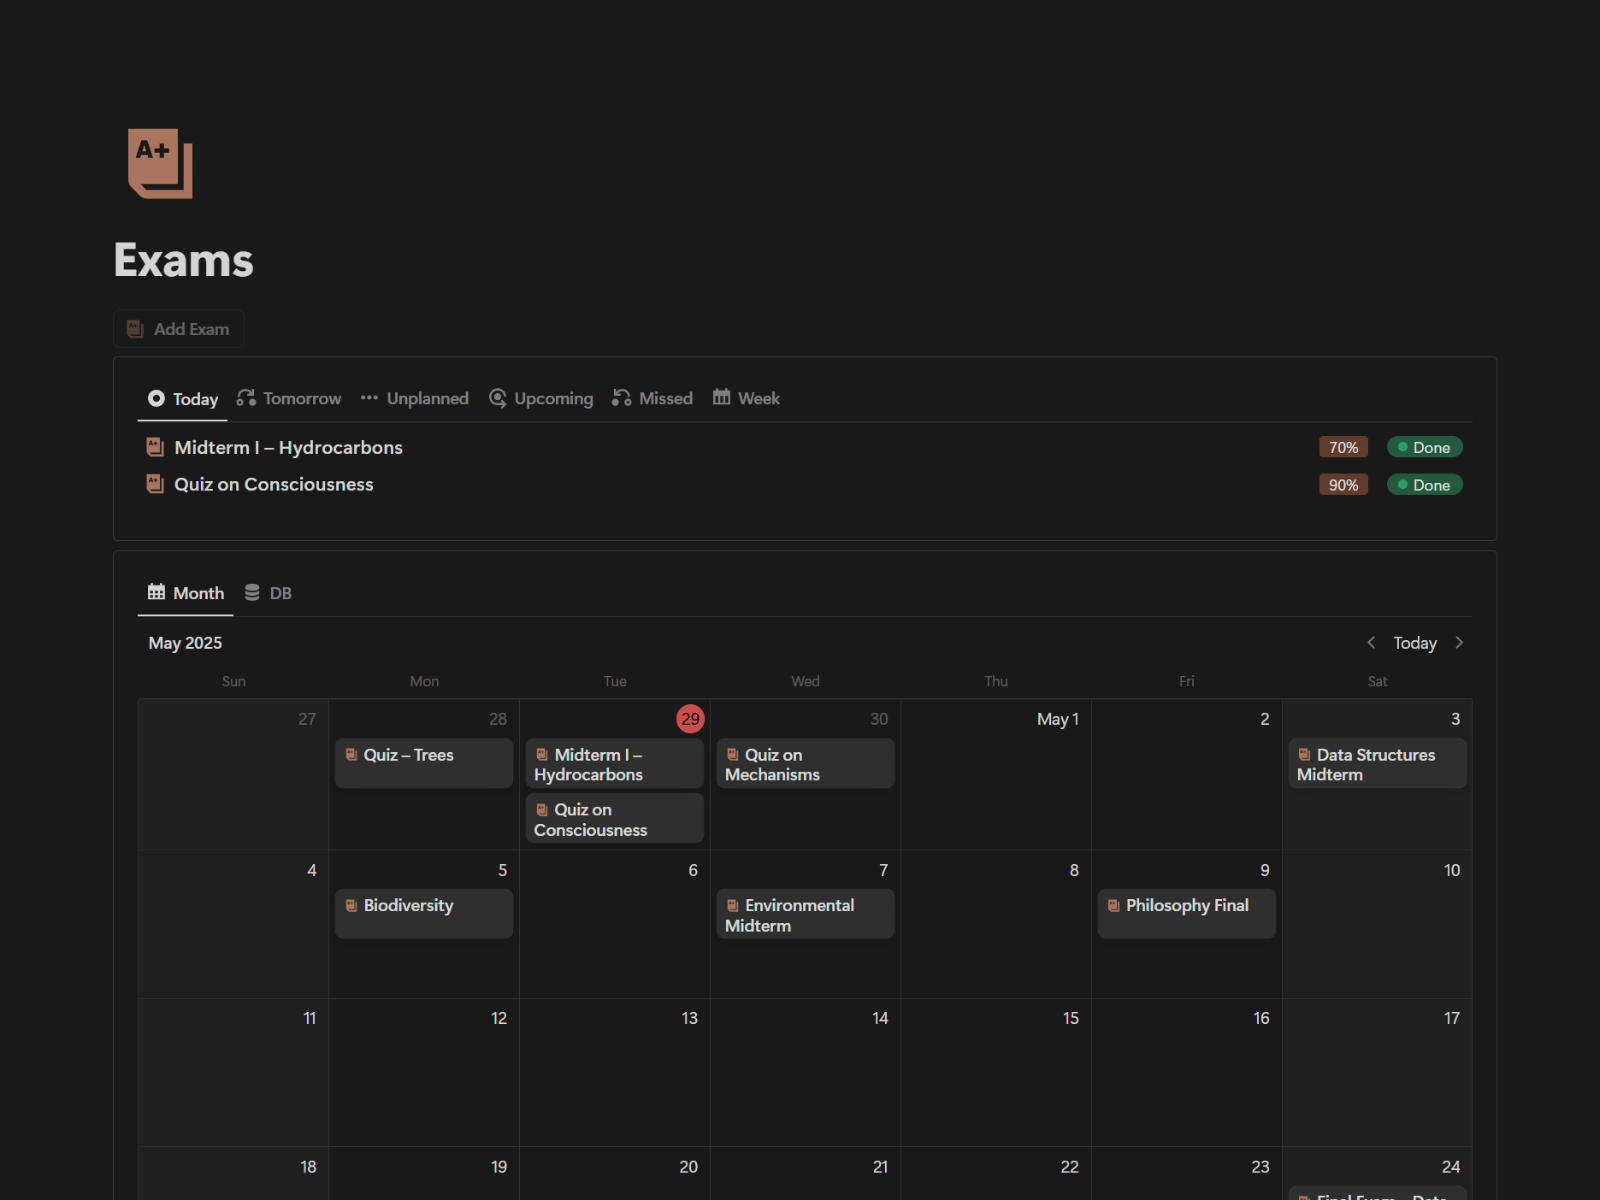 A+
Exams
Add Exam
Today Tomorrow Unplanned Upcoming Missed Week
Midterm I – Hydrocarbons 70% Done
Quiz on Consciousness 90% Done
Month DB
May 2025 Today
Sun Mon Tue Wed Thu Fri Sat
27 28 29 30 May 1 2 3
Quiz – Trees
Midterm I –
Hydrocarbons
Quiz on
Consciousness
Quiz on
Mechanisms
Data Structures
Midterm
4 5 6 7 8 9 10
Biodiversity
Environmental
Midterm
Philosophy Final
11 12 13 14 15 16 17
18 19 20 21 22 23 24
Final Exam – Data